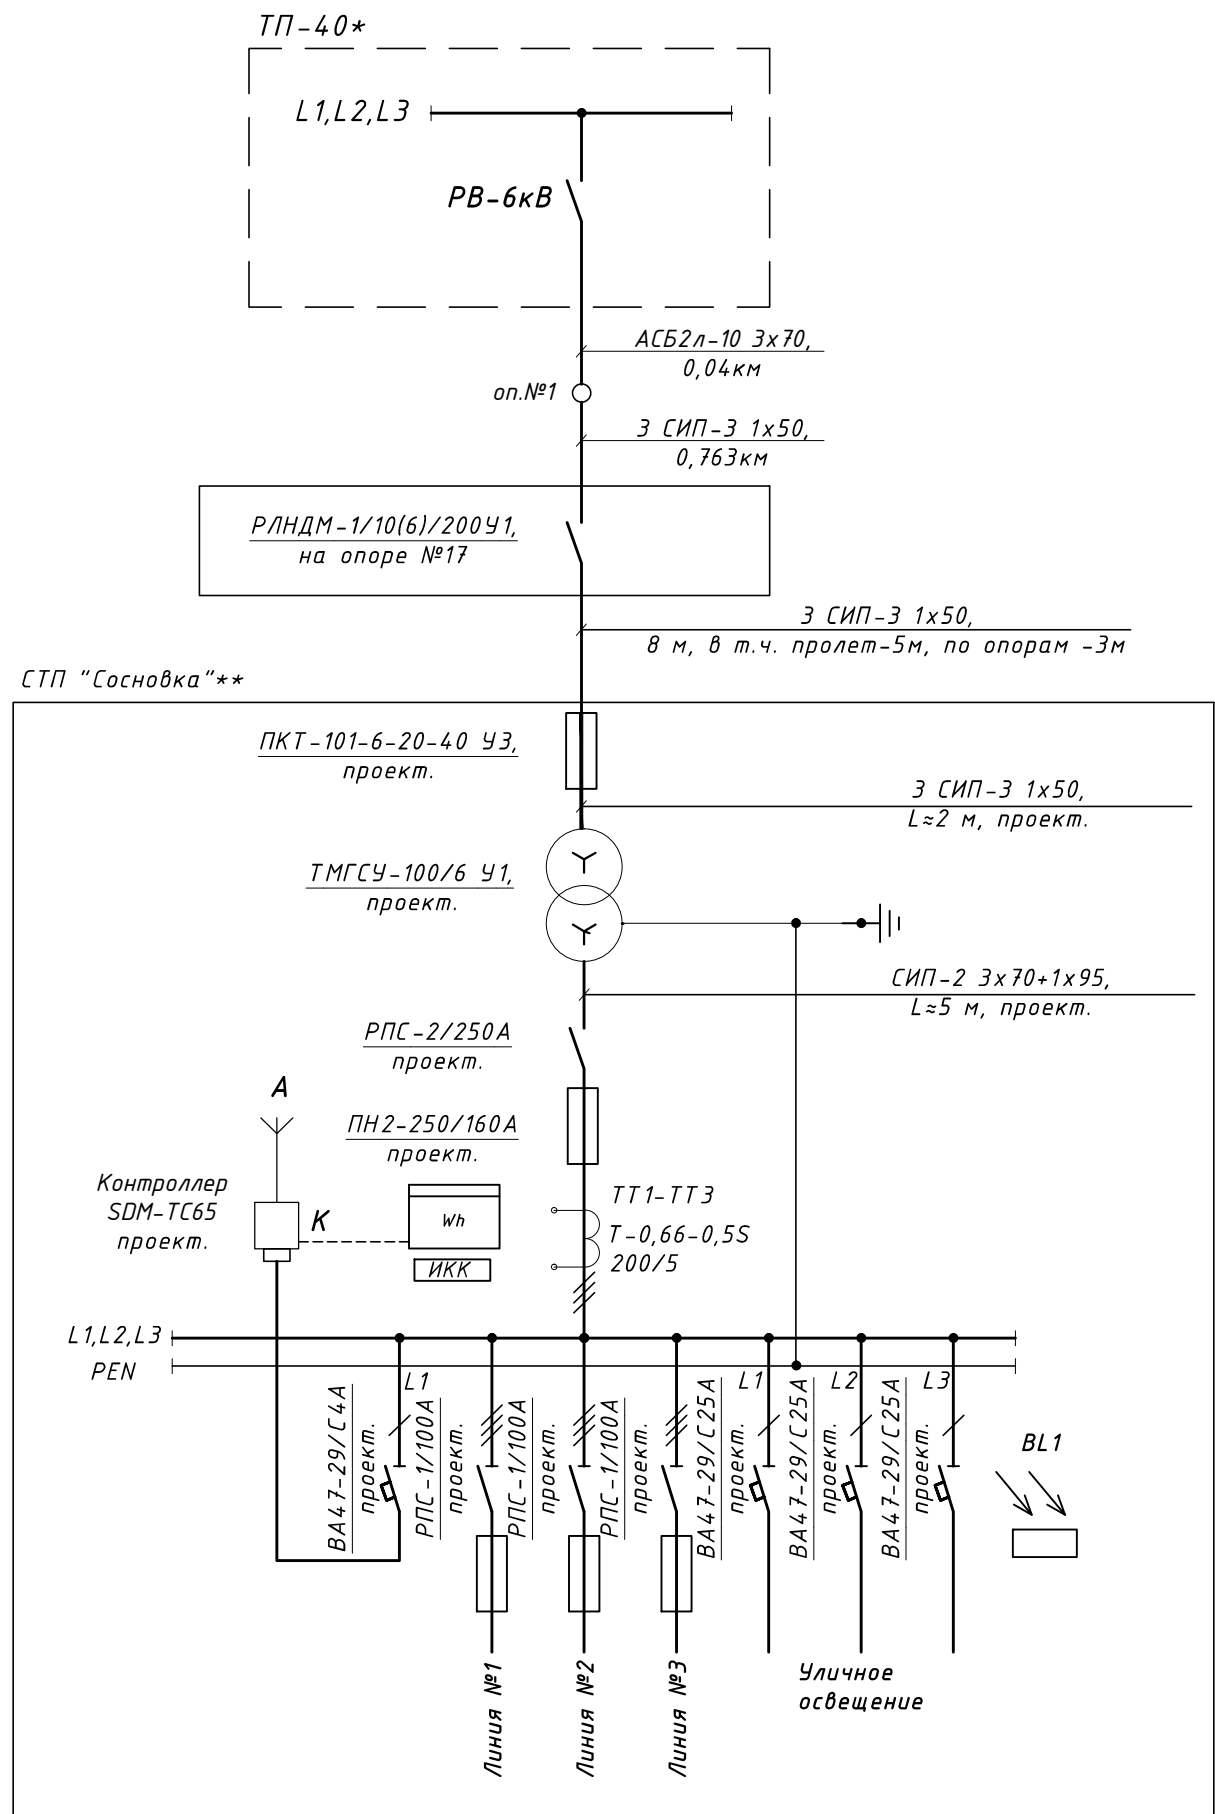 ТП-40*
L1,L2,L3
РВ-6кВ
АСБ2л-10 3х70,
0,04км
оп.№1
3 СИП-3 1х50,
0,763км
РЛНДМ-1/10(6)/200У1,
на опоре №17
3 СИП-3 1х50,
8 м, в т.ч. пролет-5м, по опорам -3м
СТП "Сосновка"**
ПКТ-101-6-20-40 У3,
проект.
3 СИП-3 1х50,
L≈2 м, проект.
ТМГСУ-100/6 У1,
проект.
СИП-2 3х70+1х95,
L≈5 м, проект.
РПС-2/250А
проект.
А
ПН2-250/160А
проект.
Контроллер
SDM-TC65
проект.
К
Wh
ИКК
ТТ1-ТТ3
Т-0,66-0,5S
200/5
L1,L2,L3
PEN
L1
L1
L2
L3
ВА47-29/С4А
проект.
РПС-1/100А
проект.
РПС-1/100А
проект.
РПС-1/100А
проект.
ВА47-29/С25А
проект.
ВА47-29/С25А
проект.
ВА47-29/С25А
проект.
BL1
Линия №1
Линия №2
Линия №3
Уличное
освещение